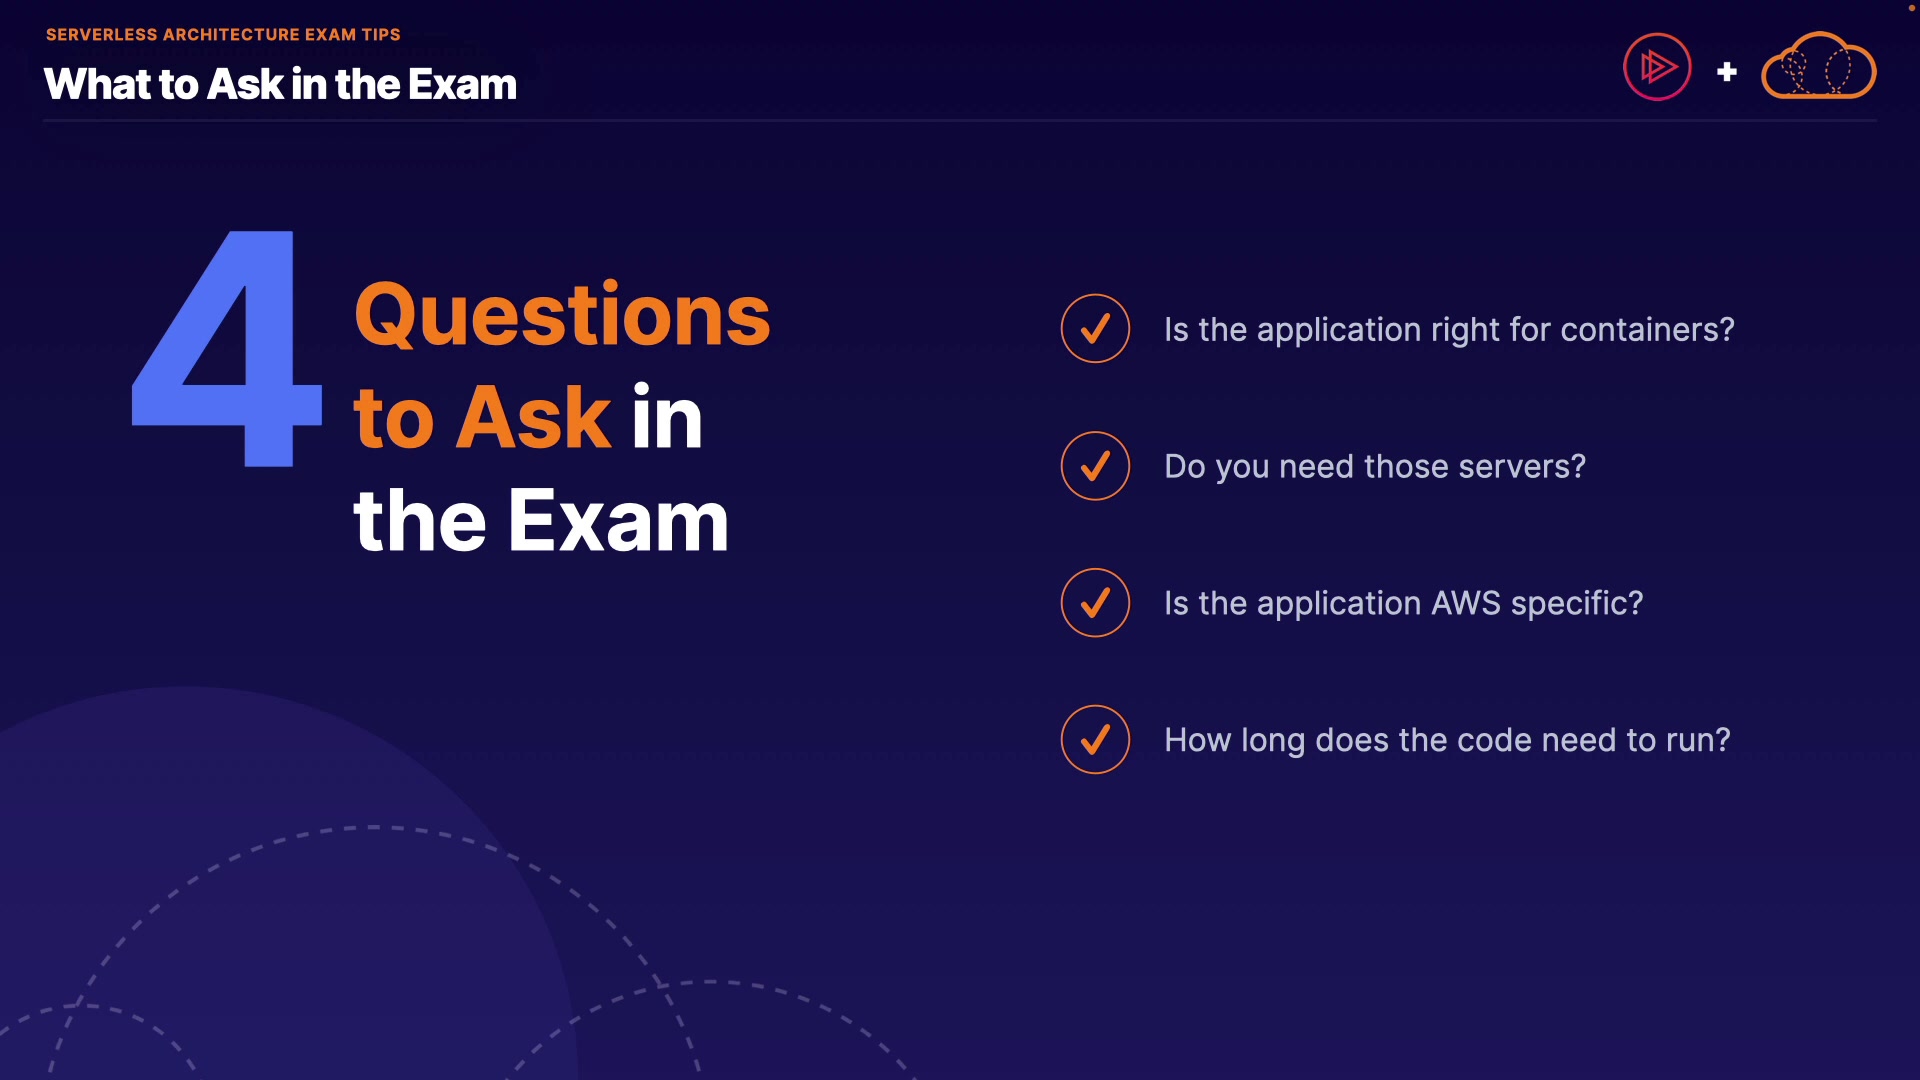 SERVERLESS ARCHITECTURE EXAM TIPS
What to Ask in the Exam
4
Questions
to Ask in
the Exam
Is the application right for containers?
Do you need those servers?
Is the application AWS specific?
How long does the code need to run?